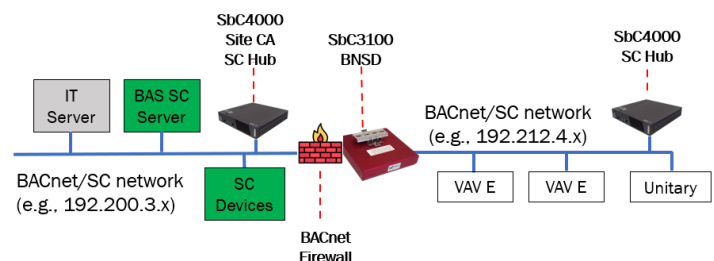 SbC4000
Site CA
SC Hub
SbC3100
BNSD
SbC4000
SC Hub
IT
Server
BAS SC
Server
BACnet/SC network
(e.g., 192.212.4.x)
BACnet/SC network
(e.g., 192.200.3.x)
SC
Devices
VAV E
VAV E
Unitary
BACnet
Firewall